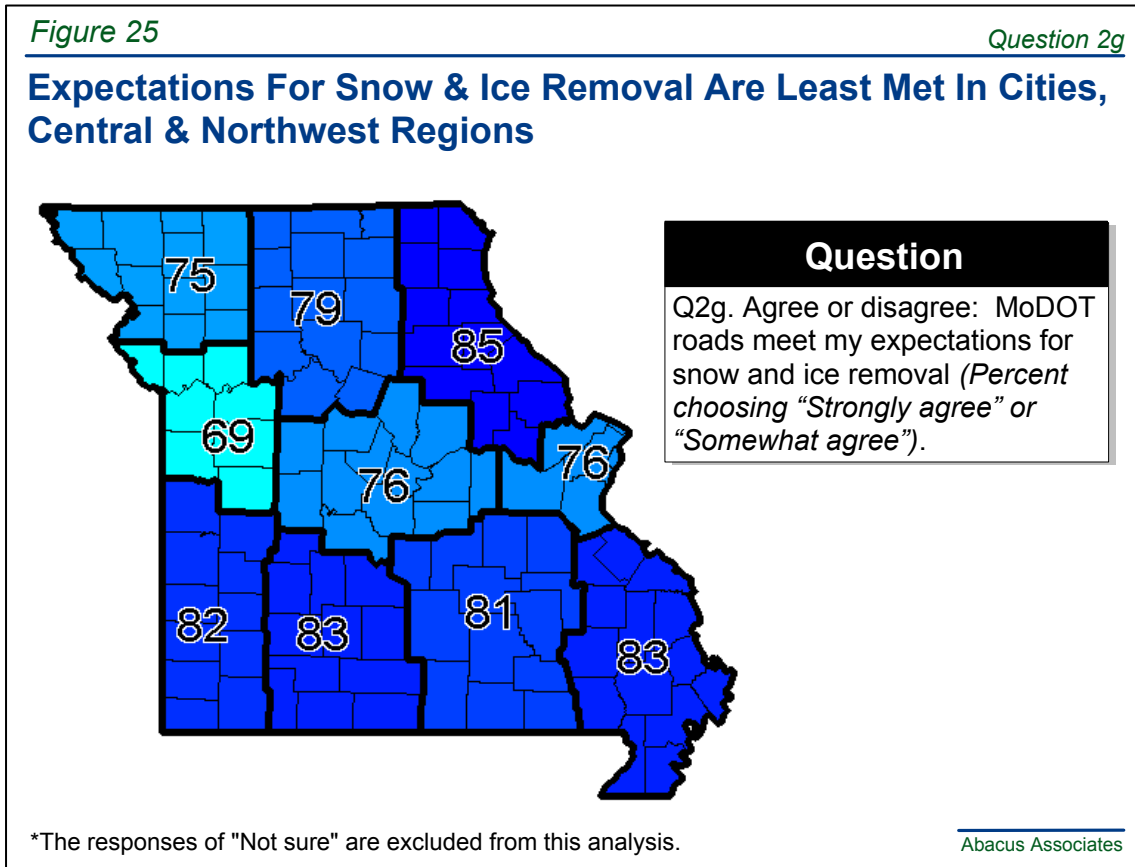 Figure 25
Question 2g
Expectations For Snow & Ice Removal Are Least Met In Cities,
Central & Northwest Regions
75
79
85
69
76
76
82
83
81
83
Question
Q2g. Agree or disagree:  MoDOT
roads meet my expectations for
snow and ice removal (Percent
choosing “Strongly agree” or
“Somewhat agree”).
*The responses of "Not sure" are excluded from this analysis.
Abacus Associates